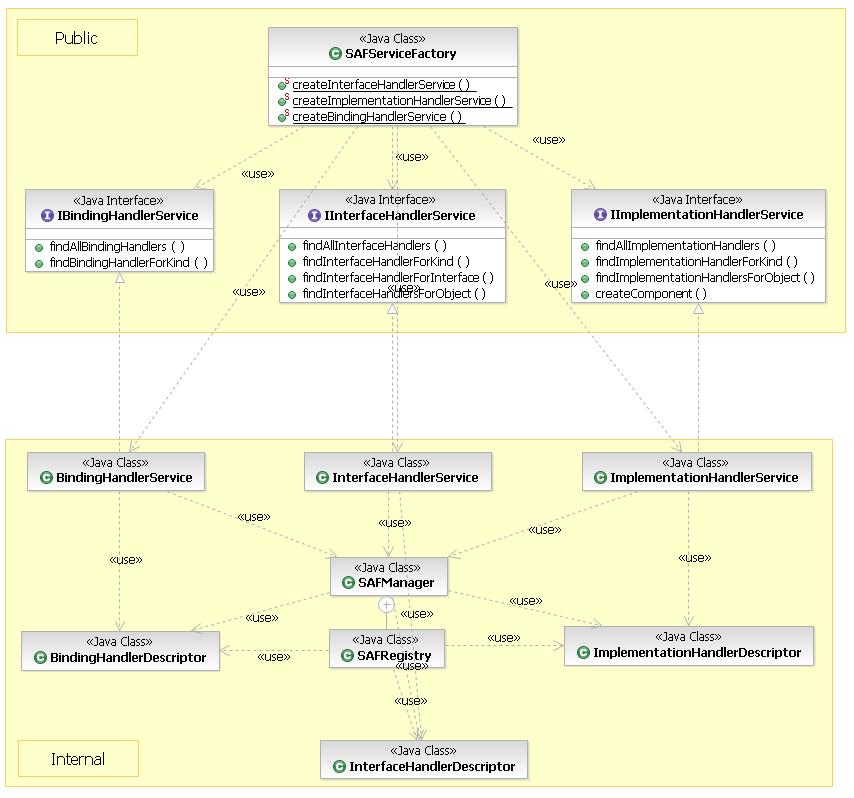 Public
«Java Class»
SAFServiceFactory
createInterfaceHandlerService ( )
createImplementationHandlerService ( )
createBindingHandlerService ( )
«use»
«use»
«use»
«Java Interface»
IBindingHandlerService
findAllBindingHandlers ( )
findBindingHandlerForKind ( )
«Java Interface»
IInterfaceHandlerService
findAllInterfaceHandlers ( )
findInterfaceHandlerForKind ( )
findInterfaceHandlerForInterface ( )
findInterfaceHandlersForObject ( )
«Java Interface»
IImplementationHandlerService
findAllImplementationHandlers ( )
findImplementationHandlerForKind ( )
findImplementationHandlersForObject ( )
createComponent ( )
«use»
«use»
«use»
«Java Class»
BindingHandlerService
«Java Class»
InterfaceHandlerService
«Java Class»
ImplementationHandlerService
«use»
«use»
«use»
«use»
«use»
«Java Class»
SAFManager
«use»
«use»
«use»
«Java Class»
BindingHandlerDescriptor
«Java Class»
SAFRegistry
«Java Class»
ImplementationHandlerDescriptor
«use»
«use»
«use»
«use»
«Java Class»
InterfaceHandlerDescriptor
Internal